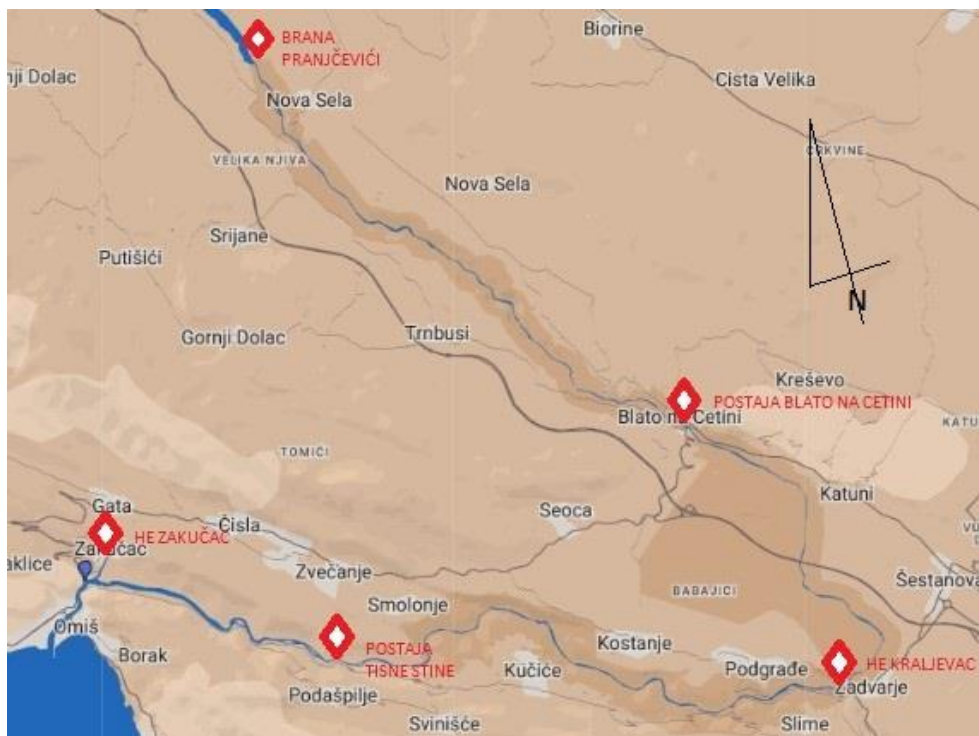 BRANA
PRANJČEVIĆI
Biorine
nji Dolac
Cista Velika
Nova Sela
CRKVINE
VELIKA NJIVA
Nova Sela
Srijane
Putišići
N
Trnbusi
Gornji Dolac
Kreševo
POSTAJA BLATO NA CETINI
Blato na Cetini
KATU
TOMIĆI
Katuni
Gata
Seoca
Čisla
HE ZAKUČAC
Zakučac
aklice
Zvečanje
Šestanova
BABAJIĆI
Smolonje
Omiš
Kostanje
POSTAJA
TISNE STINE
Borak
Kučiće
Podgrađe
HE KRALJEVAC
Zadvarje
Podašpilje
Svinišće
Slime